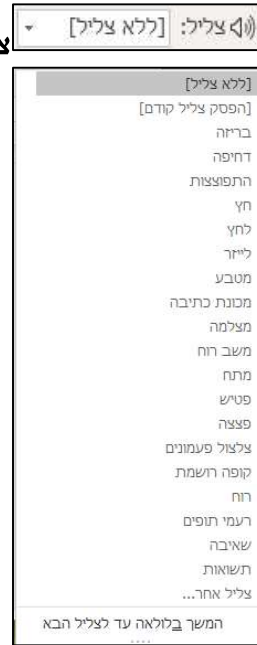 צליל: [ללא צליל]
[ללא צליל]
[הפסק צליל קודם]
בריזה
דחיפה
התפוצצות
חץ
לחץ
לייזר
מטבע
מכונת כתיבה
מצלמה
משב רוח
מתח
פטיש
פצצה
צלצול פעמונים
קופה רושמת
רוח
רעמי תופים
שאיבה
תשואות
צליל אחר...
המשך בלולאה עד לצליל הבא